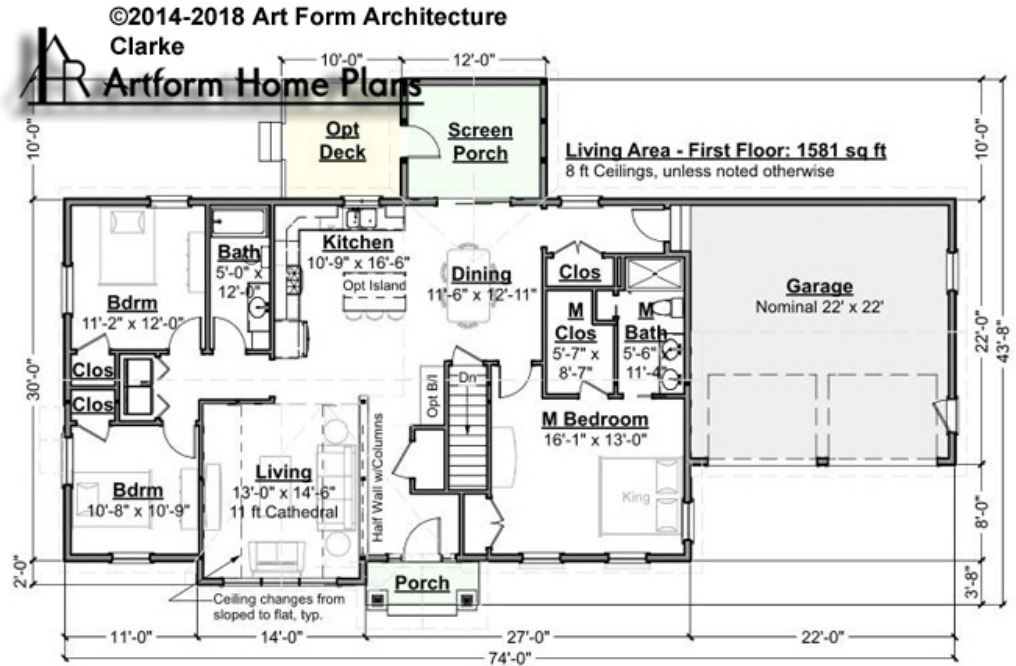 ©2014-2018 Art Form Architecture
Clarke
Artform Home Plans
10'-0"
12'-0"
10'-0"
Opt
Deck
Screen
Porch
Living Area - First Floor: 1581 sq ft
8 ft Ceilings, unless noted otherwise
10'-0"
Bath
5'-0" x
12'-0"
Kitchen
10'-9" x 16'-6"
Opt Island
Dining
11'-6" x 12'-11"
Clos
Garage
Nominal 22' x 22'
Bdrm
11'-2" x 12'-0"
M
Clos
5'-7" x
8'-7"
M
Bath
5'-6"
11'-4"
22'-0"
43'-8"
Clos
Clos
30'-0"
Dn
Opt B/I
M Bedroom
16'-1" x 13'-0"
Half Wall w/Columns
Living
13'-0" x 14'-6"
11 ft Cathedral
Bdrm
10'-8" x 10'-9"
King
8'-0"
2'-0"
Porch
3'-8"
Ceiling changes from
sloped to flat, typ.
11'-0"
14'-0"
27'-0"
22'-0"
74'-0"